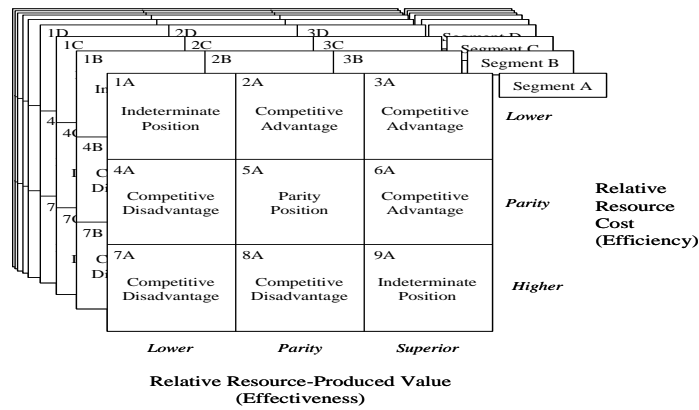 1D 2D 3D Segment D
1C 2C 3C Segment C
1B 2B 3B Segment B
1A 2A 3A Segment A
Indeterminate Position
Competitive Advantage
Competitive Advantage
Lower
4B
4A 5A 6A
Competitive Disadvantage
Parity Position
Competitive Advantage
Parity
7B
7A 8A 9A
Competitive Disadvantage
Competitive Disadvantage
Indeterminate Position
Higher
Relative
Resource
Cost
(Efficiency)
Lower Parity Superior
Relative Resource-Produced Value
(Effectiveness)